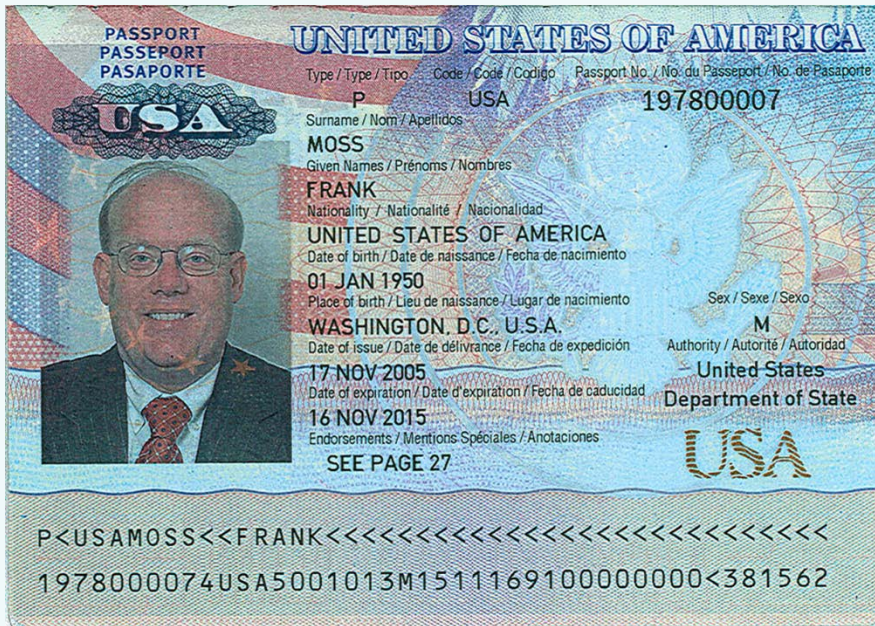 PASSPORT
PASSEPORT
PASAPORTE
USA
UNITED STATES OF AMERICA
Type / Type / Tipo Code / Code / Codigo Passport No. / No. du Passeport / No. de Pasaporte
P USA 197800007
Surname / Nom / Apellidos
MOSS
Given Names / Prénoms / Nombres
FRANK
Nationality / Nationalité / Nacionalidad
UNITED STATES OF AMERICA
Date of birth / Date de naissance / Fecha de nacimiento
01 JAN 1950
Place of birth / Lieu de naissance / Lugar de nacimiento Sex / Sexe / Sexo
WASHINGTON, D.C., U.S.A. M
Date of issue / Date de délivrance / Fecha de expedición Authority / Autorité / Autoridad
17 NOV 2005 United States
Date of expiration / Date d'expiration / Fecha de caducidad Department of State
16 NOV 2015
Endorsements / Mentions Spéciales / Anotaciones
SEE PAGE 27 USA
P<USAMOSS<<FRANK<<<<<<<<<<<<<<<<<<<<<<<<<<<<
1978000074USA5001013M1511169100000000<381562